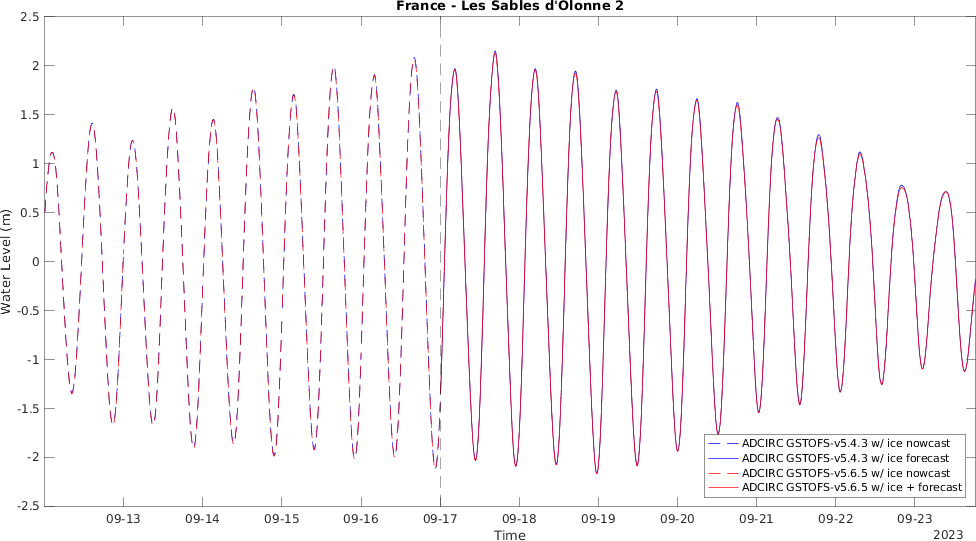 France - Les Sables d'Olonne 2
2.5
2
1.5
1
0.5
0
-0.5
-1
-1.5
-2
-2.5
Water Level (m)
ADCIRC GSTOFS-v5.4.3 w/ ice nowcast
ADCIRC GSTOFS-v5.4.3 w/ ice forecast
ADCIRC GSTOFS-v5.6.5 w/ ice nowcast
ADCIRC GSTOFS-v5.6.5 w/ ice + forecast
09-13 09-14 09-15 09-16 09-17 09-18 09-19 09-20 09-21 09-22 09-23
Time
2023